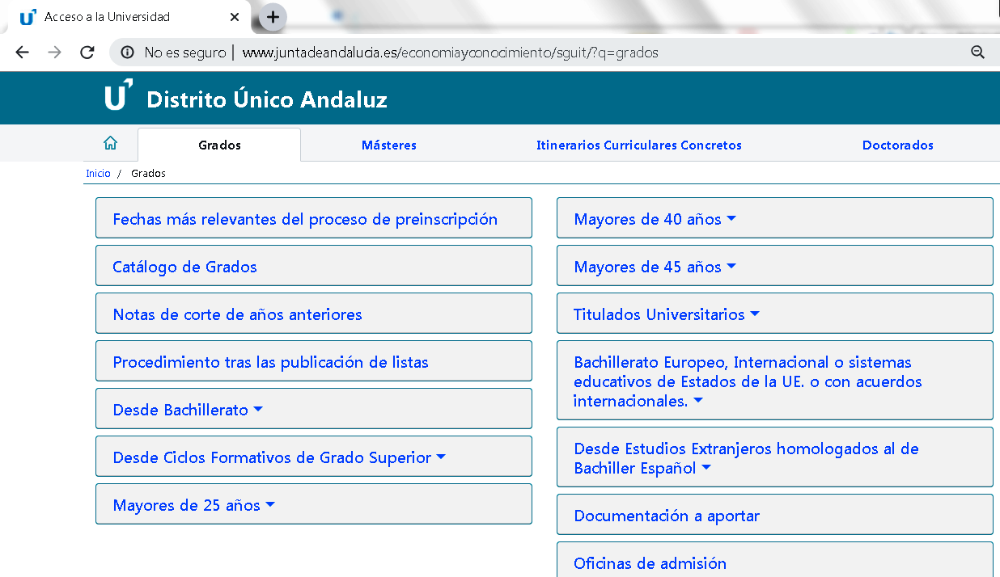 Acceso a la Universidad
No es seguro | www.juntadeandalucia.es/economiayconocimiento/sguit/?q=grados
Distrito Único Andaluz
Grados
Másteres
Itinerarios Curriculares Concretos
Doctorados
Inicio / Grados
Fechas más relevantes del proceso de preinscripción
Catálogo de Grados
Notas de corte de años anteriores
Procedimiento tras las publicación de listas
Desde Bachillerato
Desde Ciclos Formativos de Grado Superior
Mayores de 25 años
Mayores de 40 años
Mayores de 45 años
Titulados Universitarios
Bachillerato Europeo, Internacional o sistemas
educativos de Estados de la UE. o con acuerdos
internacionales.
Desde Estudios Extranjeros homologados al de
Bachiller Español
Documentación a aportar
Oficinas de admisión